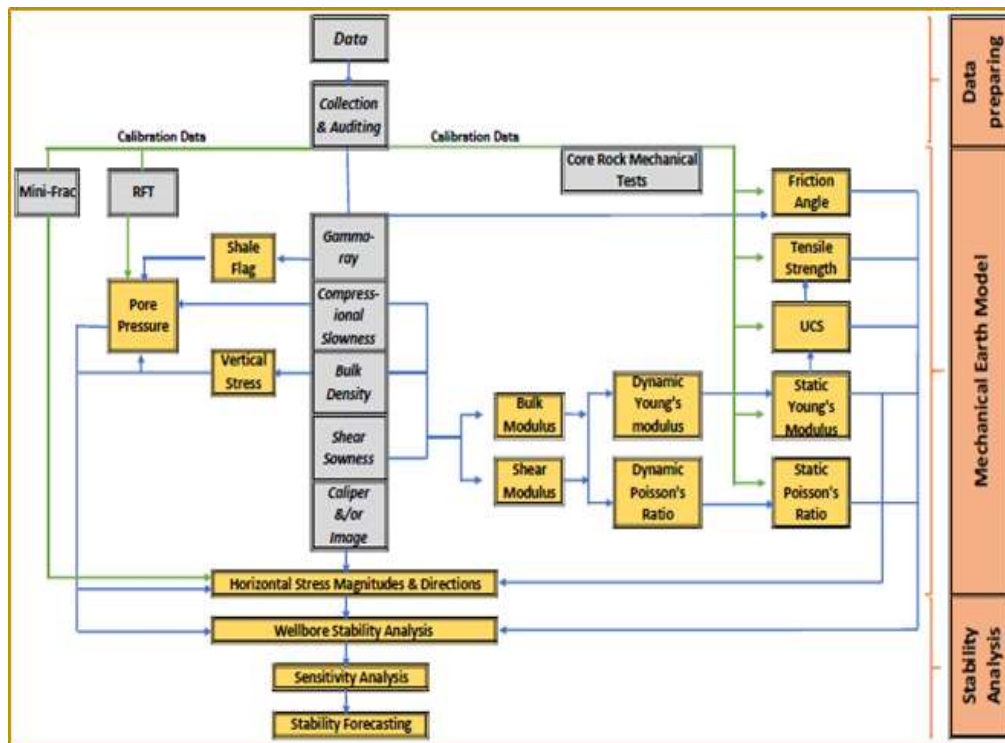 Data
Collection
& Auditing
Calibration Data
Calibration Data
Mini-Frac
RFT
Core Rock Mechanical
Tests
Friction
Angle
Gamma-
ray
Shale
Flag
Tensile
Strength
Compress-
ional
Slowness
Pore
Pressure
UCS
Vertical
Stress
Bulk
Density
Bulk
Modulus
Dynamic
Young's
modulus
Static
Young's
Modulus
Shear
Sowness
Shear
Modulus
Dynamic
Poisson's
Ratio
Static
Poisson's
Ratio
Caliper
&/or
Image
Horizontal Stress Magnitudes & Directions
Wellbore Stability Analysis
Sensitivity Analysis
Stability Forecasting
Data
preparing
Mechanical Earth Model
Stability
Analysis